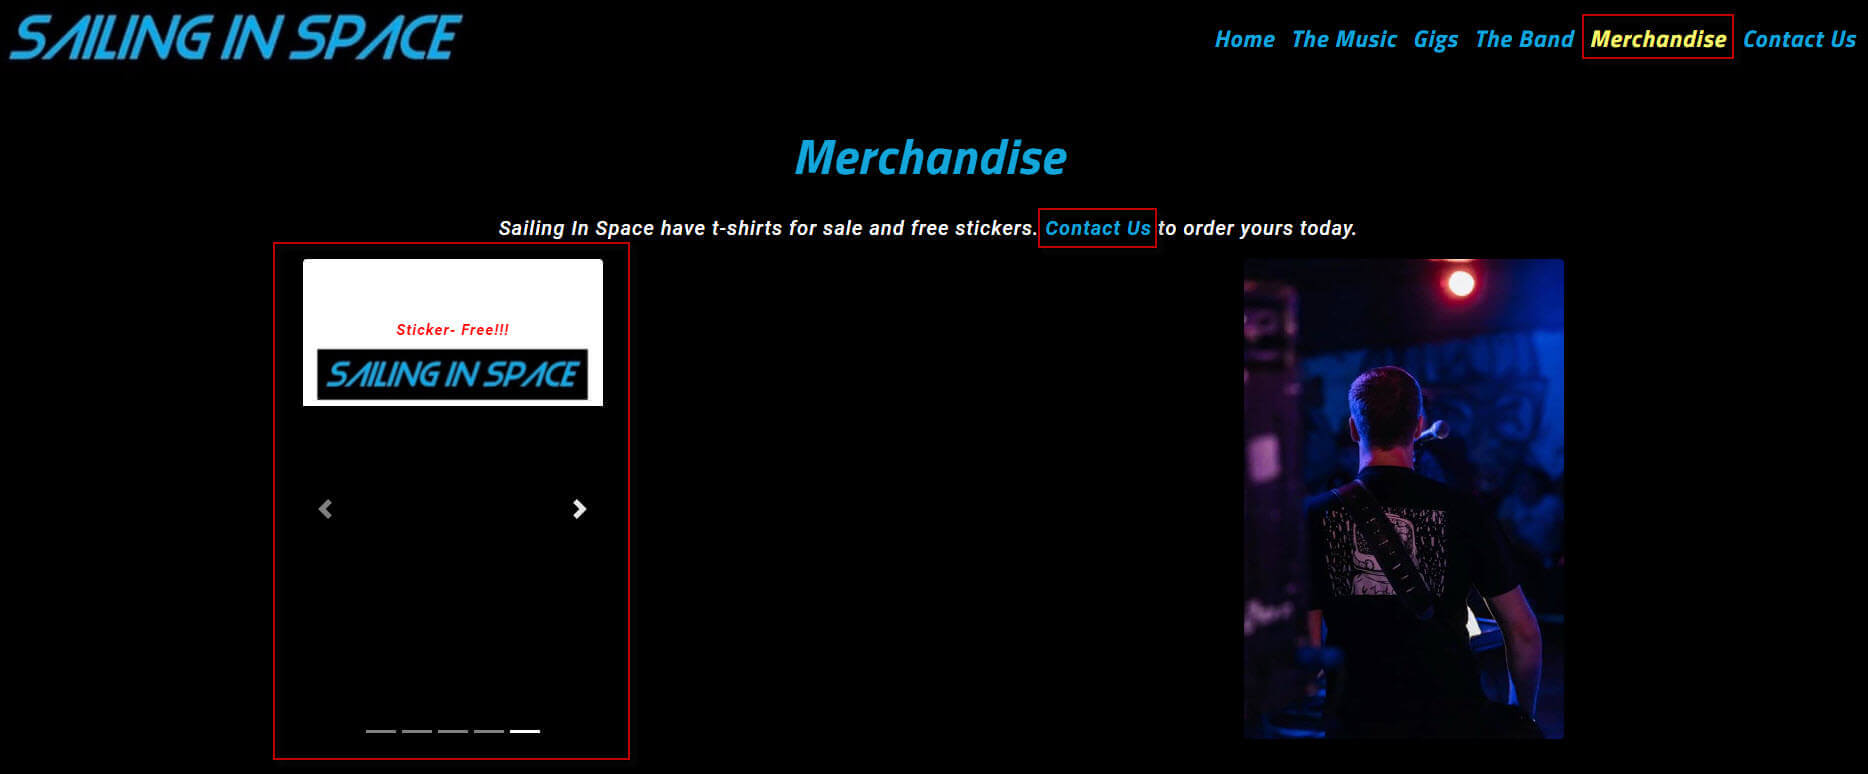 SAILING IN SPACE
Home The Music Gigs The Band Merchandise Contact Us
Merchandise
Sailing In Space have t-shirts for sale and free stickers. Contact Us to order yours today.
Sticker- Free!!!
SAILING IN SPACE